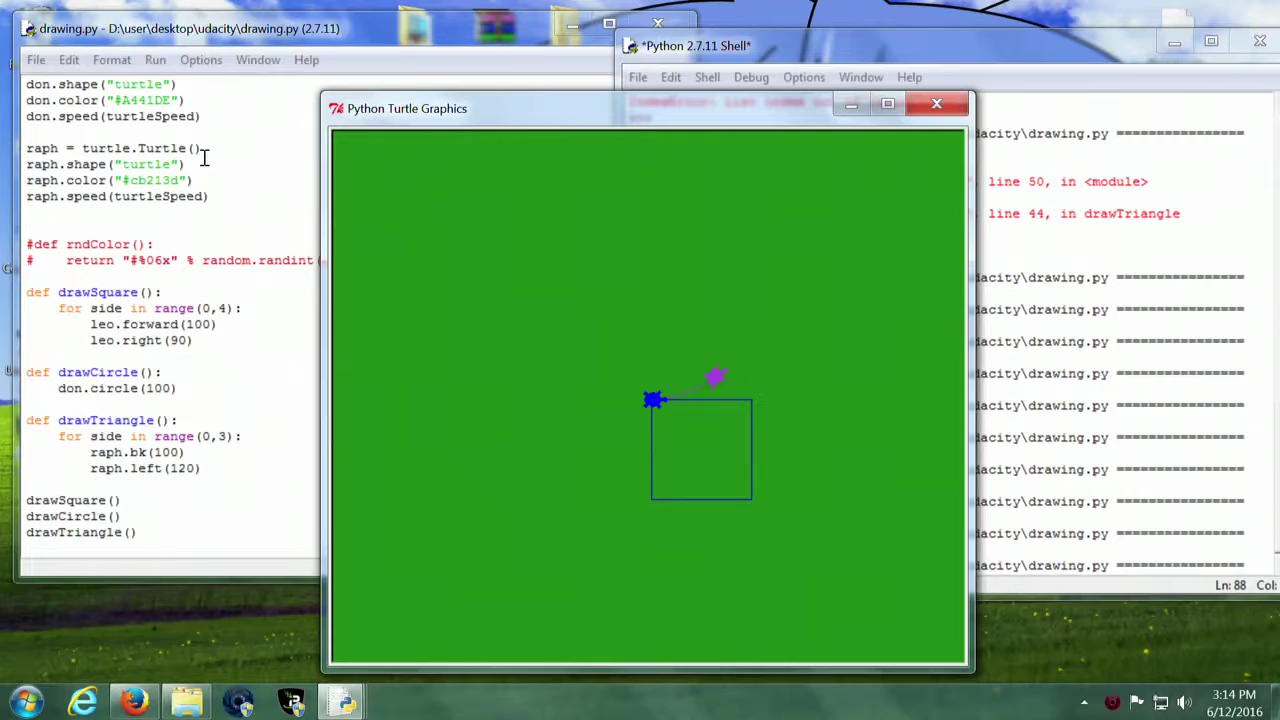 drawing.py - D:\user\desktop\udacity\drawing.py (2.7.11)
File Edit Format Run Options Window Help
don.shape("turtle")
don.color("#A441DE")
don.speed(turtleSpeed)
raph = turtle.Turtle()
raph.shape("turtle")
raph.color("#cb213d")
raph.speed(turtleSpeed)
#def rndColor():
#    return "#%06x" % random.randint(
def drawSquare():
    for side in range(0,4):
        leo.forward(100)
        leo.right(90)
def drawCircle():
    don.circle(100)
def drawTriangle():
    for side in range(0,3):
        raph.bk(100)
        raph.left(120)
drawSquare()
drawCircle()
drawTriangle()
Python Turtle Graphics
*Python 2.7.11 Shell*
File Edit Shell Debug Options Window Help
dacity\drawing.py ================
line 50, in <module>
line 44, in drawTriangle
dacity\drawing.py ================
dacity\drawing.py ================
dacity\drawing.py ================
dacity\drawing.py ================
dacity\drawing.py ================
dacity\drawing.py ================
dacity\drawing.py ================
dacity\drawing.py ================
dacity\drawing.py ================
dacity\drawing.py ================
Ln: 88 Col:
3:14 PM
6/12/2016